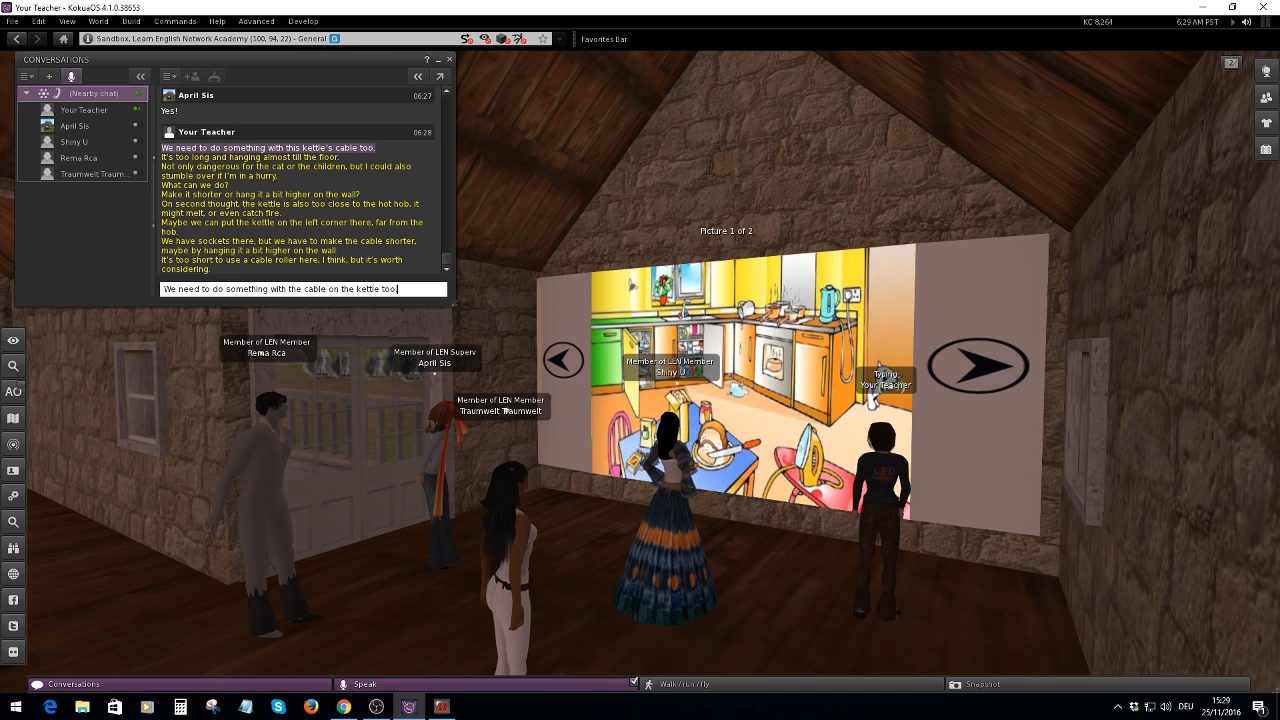 Your Teacher - KokuaOS 4.1.0.38653
File Edit View World Build Commands Help Advanced Develop
KC 8,264 6:29 AM PST
Sandbox, Learn English Network Academy (100, 94, 22) - General G
Favorites Bar
CONVERSATIONS
(Nearby chat)
Your Teacher
April Sis
Shiny U
Rema Rca
Traumwelt Traum...
April Sis 06:27
Yes!
Your Teacher 06:28
We need to do something with this kettle's cable too.
It's too long and hanging almost till the floor.
Not only dangerous for the cat or the children, but I could also
stumble over if I'm in a hurry.
What can we do?
Make it shorter or hang it a bit higher on the wall?
On second thought, the kettle is also too close to the hot hob, it
might melt, or even catch fire.
Maybe we can put the kettle on the left corner there, far from the
hob.
We have sockets there, but we have to make the cable shorter,
maybe by hanging it a bit higher on the wall.
It's too short to use a cable roller here, I think, but it's worth
considering.
We need to do something with the cable on the kettle too.
Picture 1 of 2
Member of LEN Member
Rema Rca
Member of LEN Superv
April Sis
Member of LEN Member
Traumwelt Traumwelt
Member of LEN Member
Shiny U
Typing
Your Teacher
AO
Conversations
Speak
Walk / run / fly
Snapshot
DEU
15:29
25/11/2016